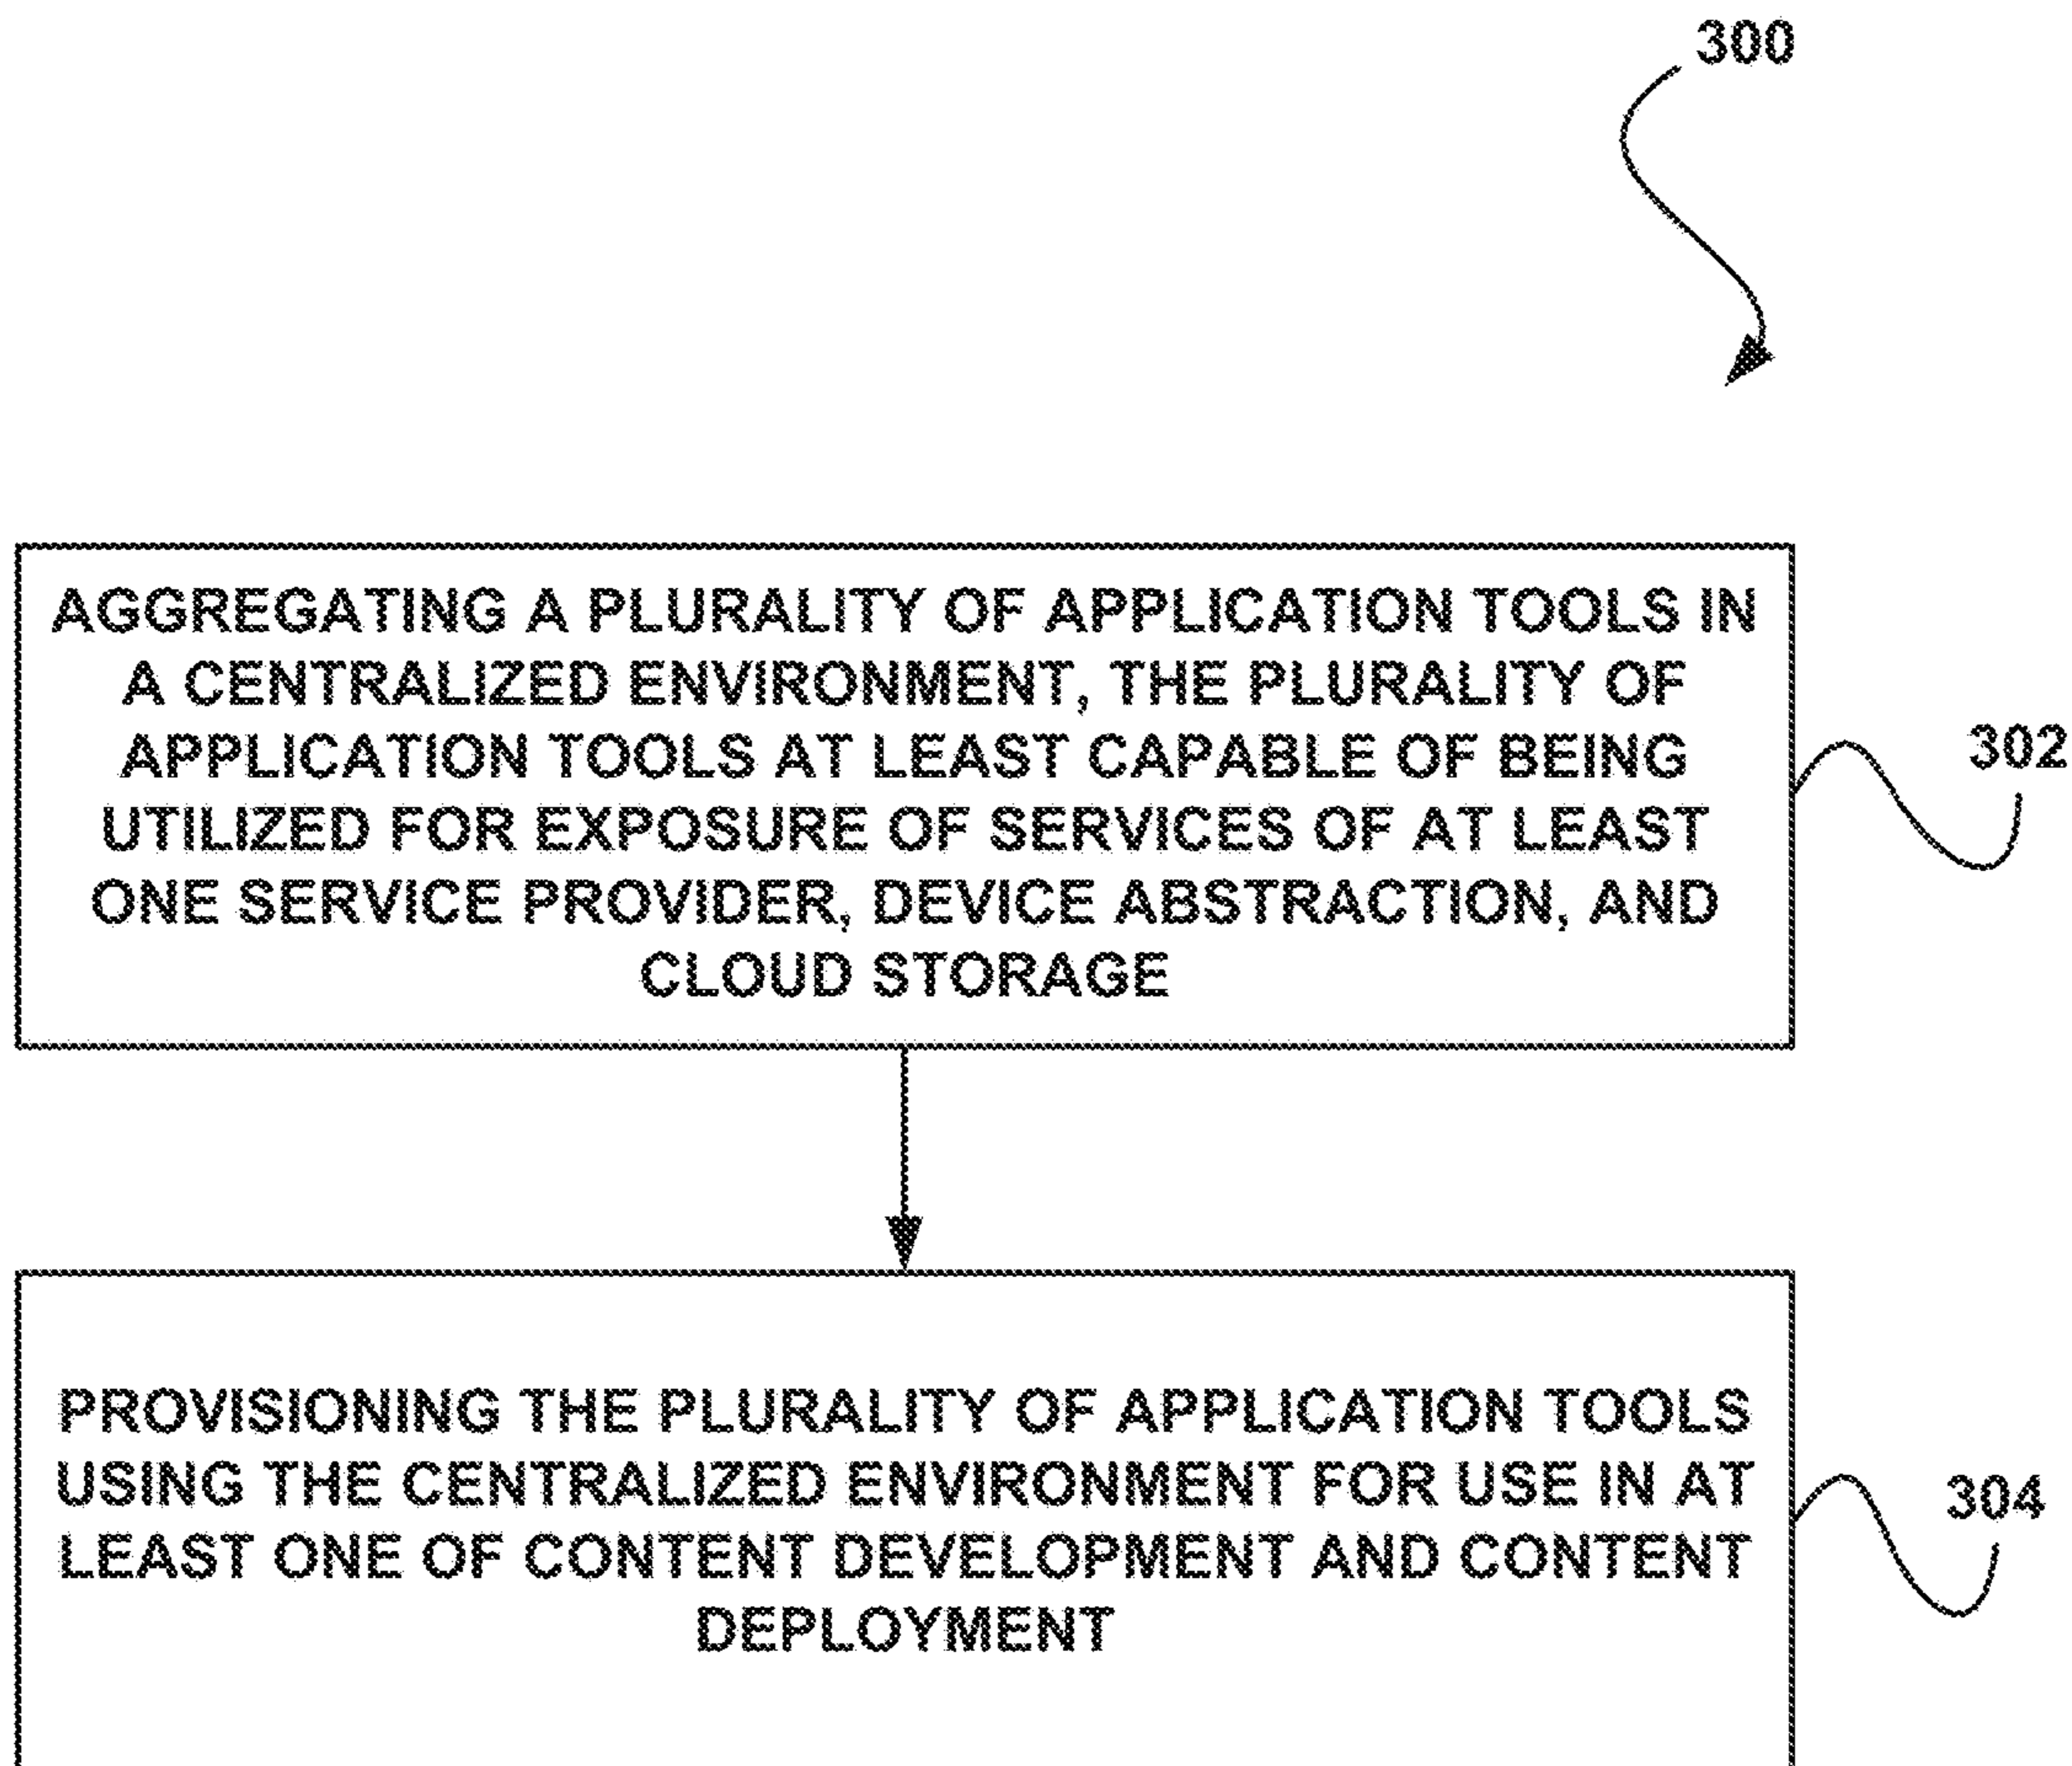 300
AGGREGATING A PLURALITY OF APPLICATION TOOLS IN
A CENTRALIZED ENVIRONMENT, THE PLURALITY OF
APPLICATION TOOLS AT LEAST CAPABLE OF BEING
UTILIZED FOR EXPOSURE OF SERVICES OF AT LEAST
ONE SERVICE PROVIDER, DEVICE ABSTRACTION, AND
CLOUD STORAGE
302
PROVISIONING THE PLURALITY OF APPLICATION TOOLS
USING THE CENTRALIZED ENVIRONMENT FOR USE IN AT
LEAST ONE OF CONTENT DEVELOPMENT AND CONTENT
DEPLOYMENT
304